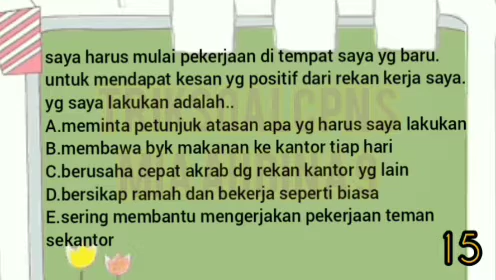 saya harus mulai pekerjaan di tempat saya yg baru.
untuk mendapat kesan yg positif dari rekan kerja saya.
yg saya lakukan adalah..
A.meminta petunjuk atasan apa yg harus saya lakukan
B.membawa byk makanan ke kantor tiap hari
C.berusaha cepat akrab dg rekan kantor yg lain
D.bersikap ramah dan bekerja seperti biasa
E.sering membantu mengerjakan pekerjaan teman
sekantor
15